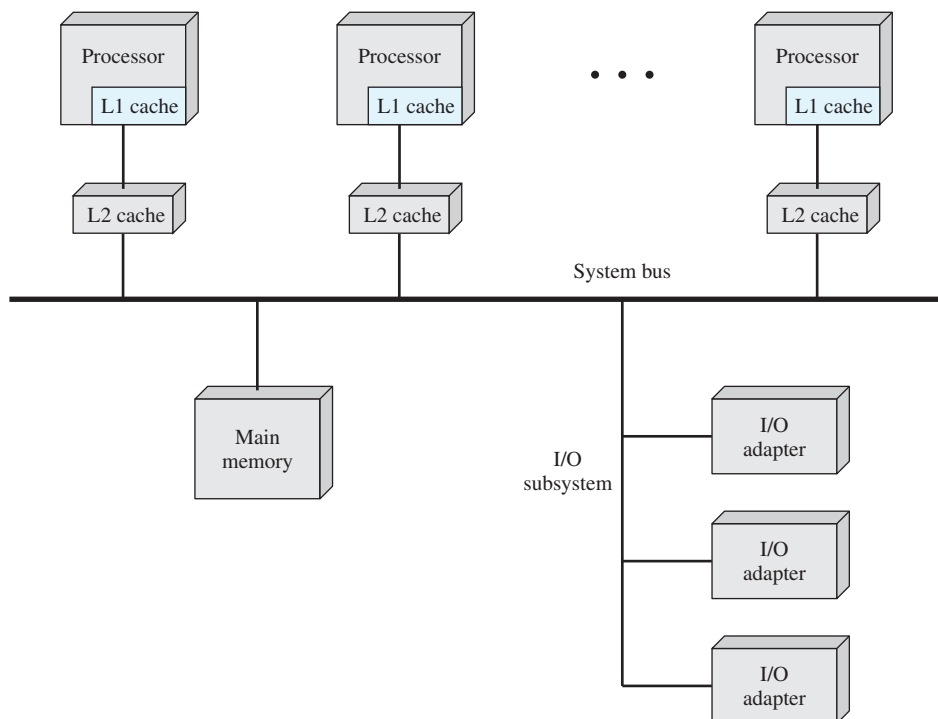 Processor
L1 cache
Processor
L1 cache
• • •
Processor
L1 cache
L2 cache
L2 cache
L2 cache
System bus
Main
memory
I/O
subsystem
I/O
adapter
I/O
adapter
I/O
adapter